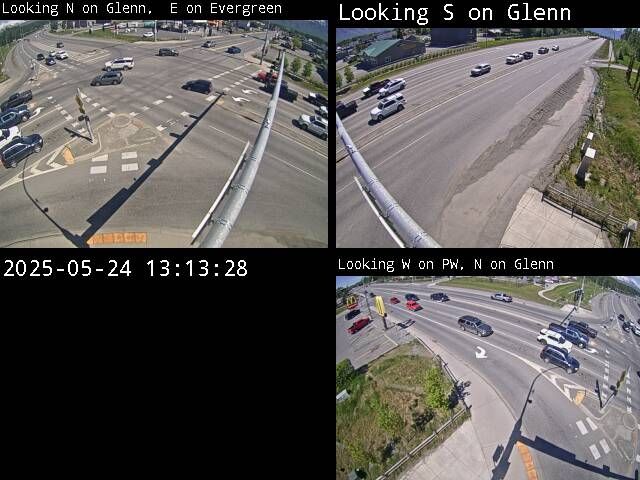 Looking N on Glenn,  E on Evergreen
Looking S on Glenn
2025-05-24 13:13:28
Looking W on PW, N on Glenn